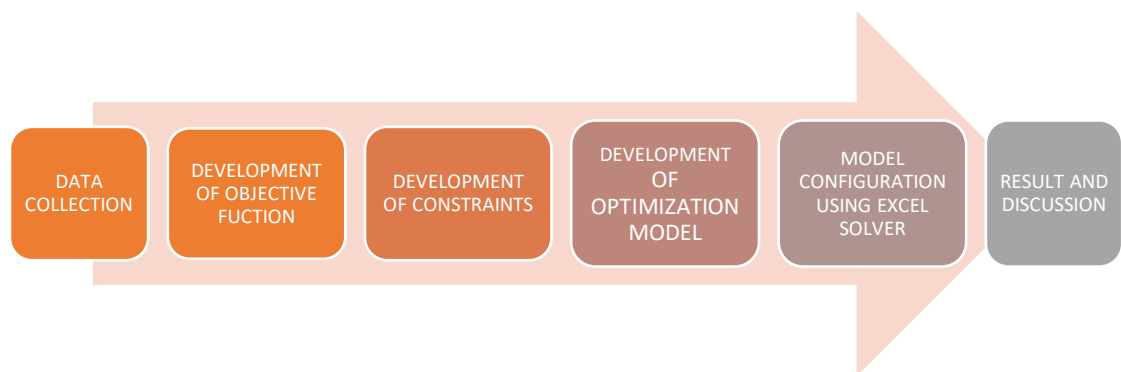 DATA
COLLECTION
DEVELOPMENT
OF OBJECTIVE
FUCTION
DEVELOPMENT
OF CONSTRAINTS
DEVELOPMENT
OF
OPTIMIZATION
MODEL
MODEL
CONFIGURATION
USING EXCEL
SOLVER
RESULT AND
DISCUSSION